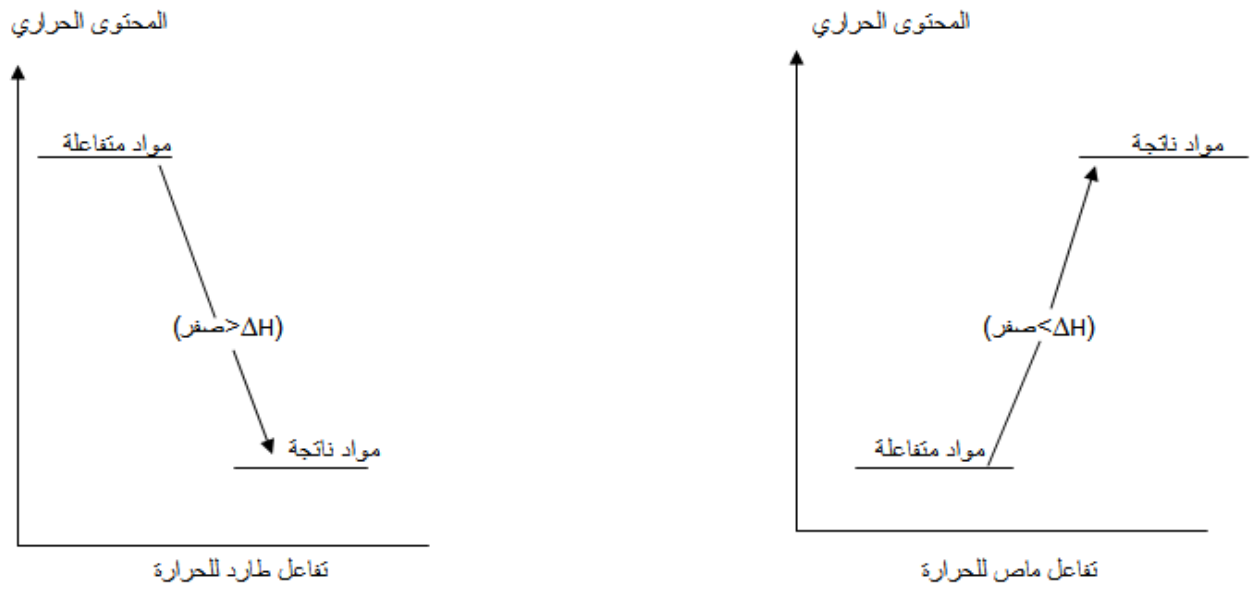 المحتوى الحراري
مواد ناتجة
(ΔH>صفر)
مواد متفاعلة
تفاعل ماص للحرارة
المحتوى الحراري
مواد متفاعلة
(ΔH<صفر)
مواد ناتجة
تفاعل طارد للحرارة